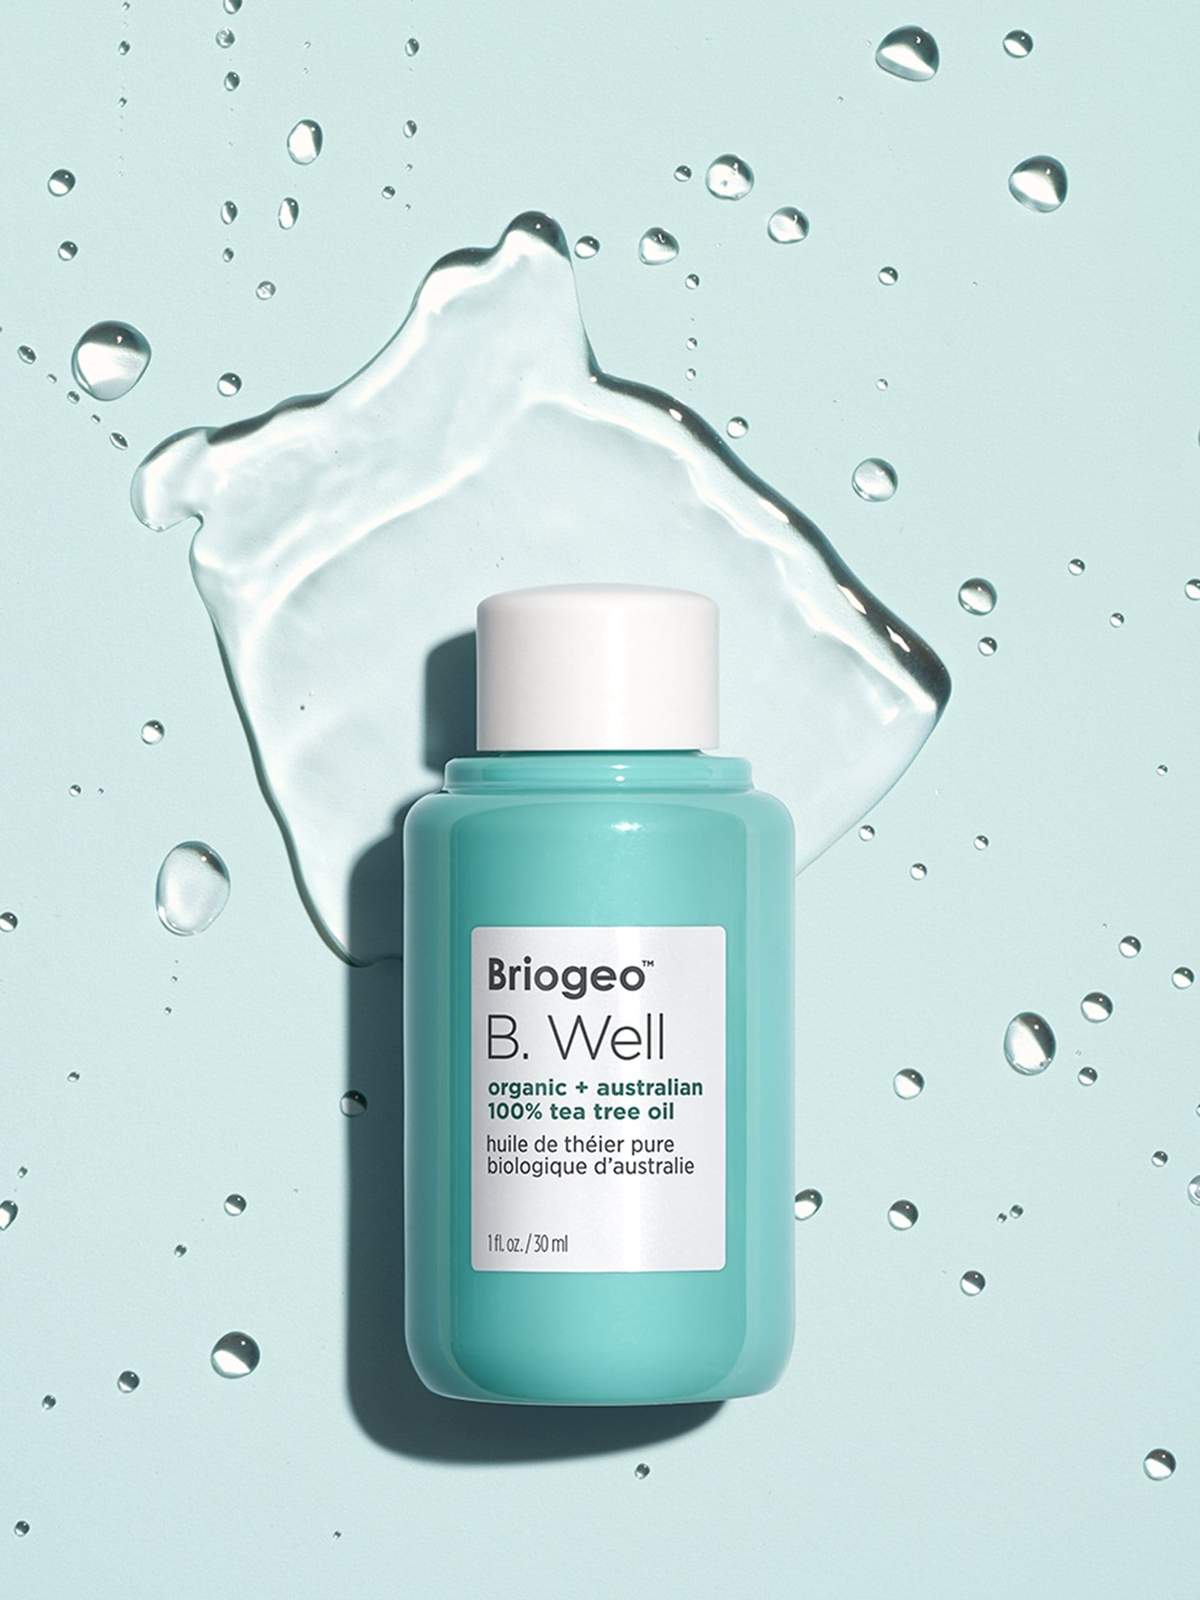 Briogeo™
B. Well
organic + australian
100% tea tree oil
huile de théier pure
biologique d'australie
1 fl. oz. / 30 ml